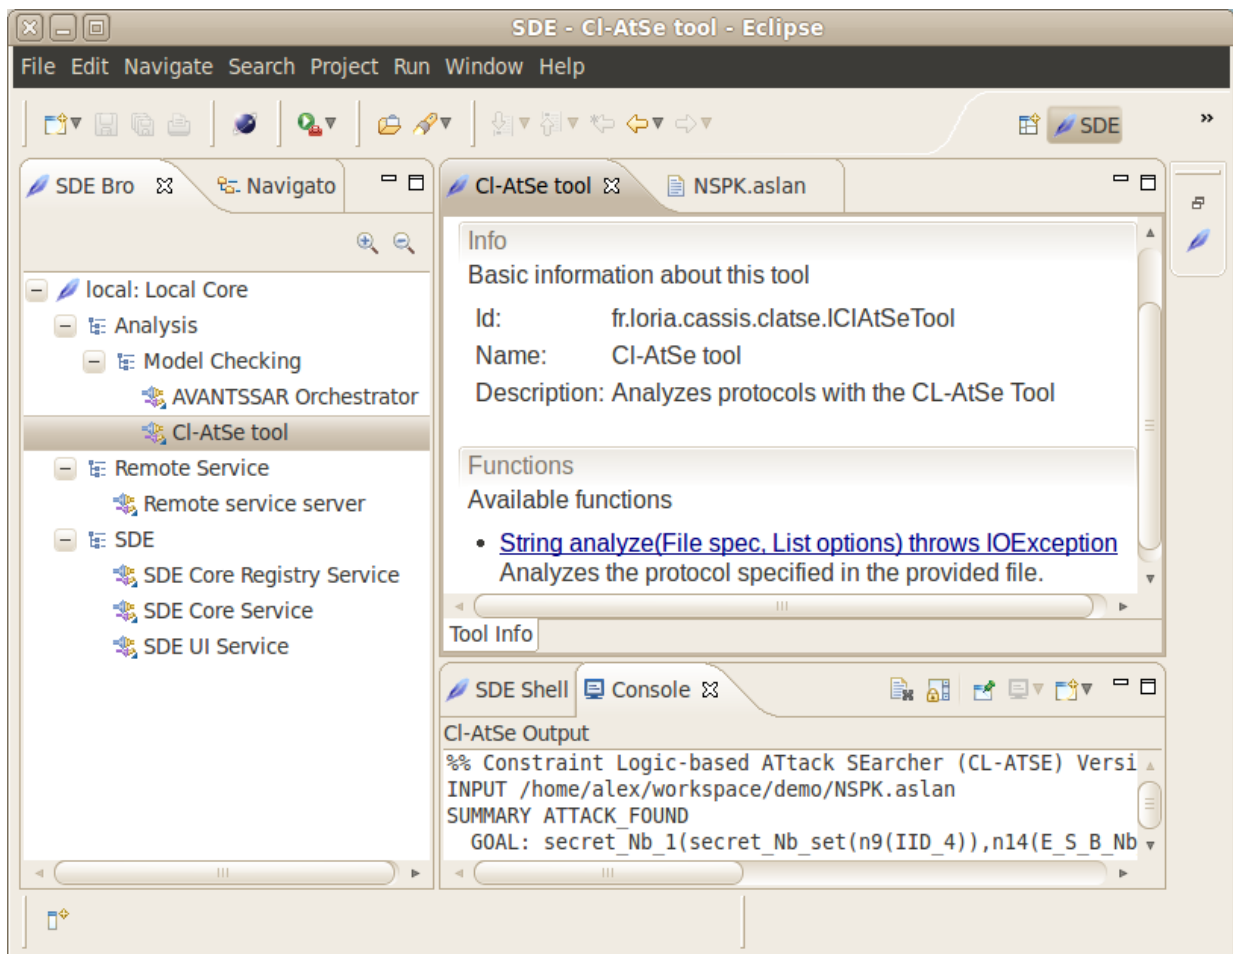 SDE - Cl-AtSe tool - Eclipse
File Edit Navigate Search Project Run Window Help
SDE
SDE Bro
Navigato
local: Local Core
Analysis
Model Checking
AVANTSSAR Orchestrator
Cl-AtSe tool
Remote Service
Remote service server
SDE
SDE Core Registry Service
SDE Core Service
SDE UI Service
Cl-AtSe tool
NSPK.aslan
Info
Basic information about this tool
Id: fr.loria.cassis.clatse.IClAtSeTool
Name: Cl-AtSe tool
Description: Analyzes protocols with the CL-AtSe Tool
Functions
Available functions
• String analyze(File spec, List options) throws IOException
Analyzes the protocol specified in the provided file.
Tool Info
SDE Shell
Console
Cl-AtSe Output
%% Constraint Logic-based ATtack SEarcher (CL-ATSE) Versi
INPUT /home/alex/workspace/demo/NSPK.aslan
SUMMARY ATTACK_FOUND
GOAL: secret_Nb_1(secret_Nb_set(n9(IID_4)),n14(E_S_B_Nb